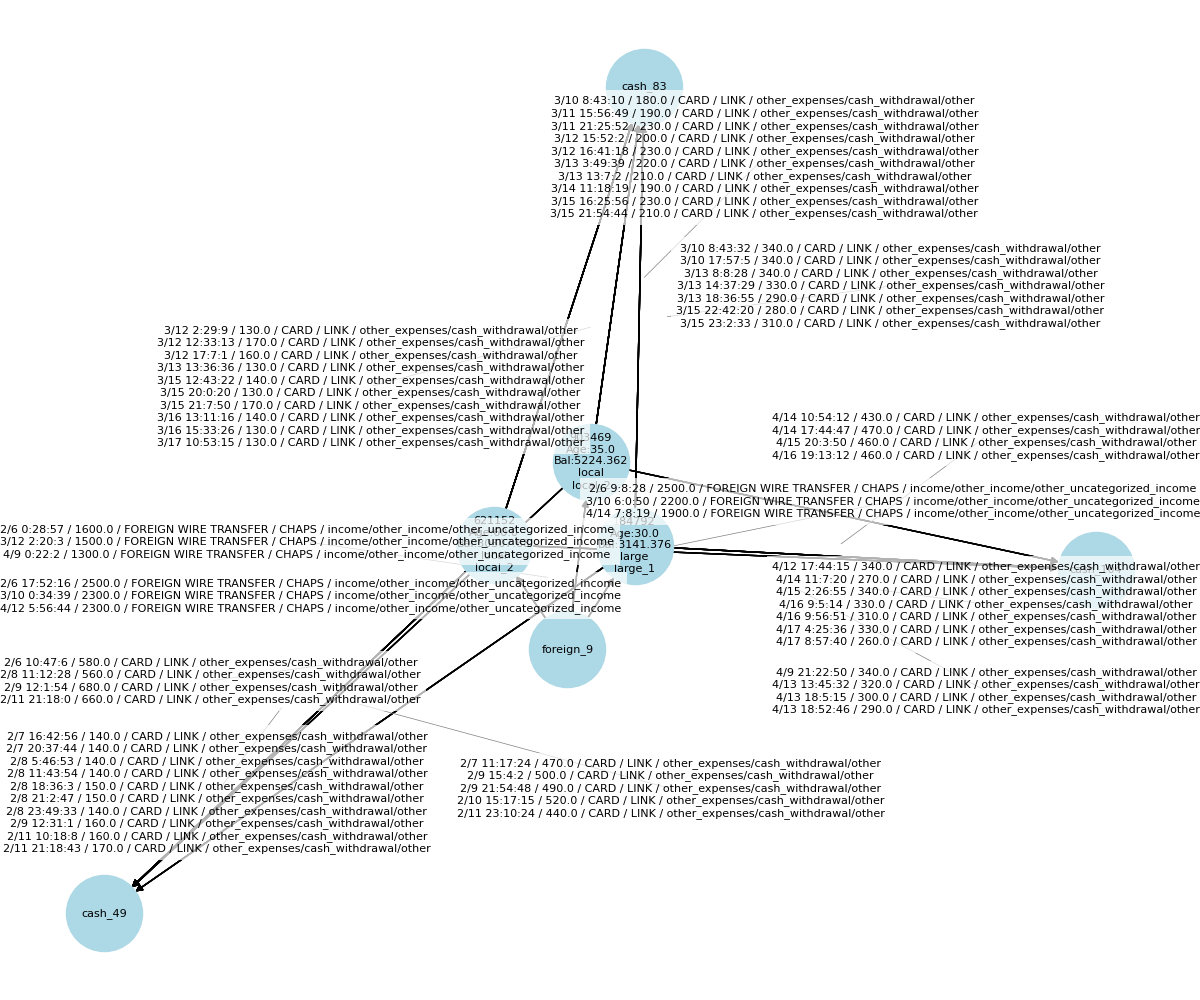 cash_83
3/10 8:43:10 / 180.0 / CARD / LINK / other_expenses/cash_withdrawal/other
3/11 15:56:49 / 190.0 / CARD / LINK / other_expenses/cash_withdrawal/other
3/11 21:25:52 / 230.0 / CARD / LINK / other_expenses/cash_withdrawal/other
3/12 15:52:2 / 200.0 / CARD / LINK / other_expenses/cash_withdrawal/other
3/12 16:41:18 / 230.0 / CARD / LINK / other_expenses/cash_withdrawal/other
3/13 3:49:39 / 220.0 / CARD / LINK / other_expenses/cash_withdrawal/other
3/13 13:7:2 / 210.0 / CARD / LINK / other_expenses/cash_withdrawal/other
3/14 11:18:19 / 190.0 / CARD / LINK / other_expenses/cash_withdrawal/other
3/15 16:25:56 / 230.0 / CARD / LINK / other_expenses/cash_withdrawal/other
3/15 21:54:44 / 210.0 / CARD / LINK / other_expenses/cash_withdrawal/other
3/10 8:43:32 / 340.0 / CARD / LINK / other_expenses/cash_withdrawal/other
3/10 17:57:5 / 340.0 / CARD / LINK / other_expenses/cash_withdrawal/other
3/13 8:8:28 / 340.0 / CARD / LINK / other_expenses/cash_withdrawal/other
3/13 14:37:29 / 330.0 / CARD / LINK / other_expenses/cash_withdrawal/other
3/13 18:36:55 / 290.0 / CARD / LINK / other_expenses/cash_withdrawal/other
3/15 22:42:20 / 280.0 / CARD / LINK / other_expenses/cash_withdrawal/other
3/15 23:2:33 / 310.0 / CARD / LINK / other_expenses/cash_withdrawal/other
3/12 2:29:9 / 130.0 / CARD / LINK / other_expenses/cash_withdrawal/other
3/12 12:33:13 / 170.0 / CARD / LINK / other_expenses/cash_withdrawal/other
3/12 17:7:1 / 160.0 / CARD / LINK / other_expenses/cash_withdrawal/other
3/13 13:36:36 / 130.0 / CARD / LINK / other_expenses/cash_withdrawal/other
3/15 12:43:22 / 140.0 / CARD / LINK / other_expenses/cash_withdrawal/other
3/15 20:0:20 / 130.0 / CARD / LINK / other_expenses/cash_withdrawal/other
3/15 21:7:50 / 170.0 / CARD / LINK / other_expenses/cash_withdrawal/other
3/16 13:11:16 / 140.0 / CARD / LINK / other_expenses/cash_withdrawal/other
3/16 15:33:26 / 130.0 / CARD / LINK / other_expenses/cash_withdrawal/other
3/17 10:53:15 / 130.0 / CARD / LINK / other_expenses/cash_withdrawal/other
4/14 10:54:12 / 430.0 / CARD / LINK / other_expenses/cash_withdrawal/other
4/14 17:44:47 / 470.0 / CARD / LINK / other_expenses/cash_withdrawal/other
4/15 20:3:50 / 460.0 / CARD / LINK / other_expenses/cash_withdrawal/other
4/16 19:13:12 / 460.0 / CARD / LINK / other_expenses/cash_withdrawal/other
Age:35.0
Bal:5224.362
local
2/6 9:8:28 / 2500.0 / FOREIGN WIRE TRANSFER / CHAPS / income/other_income/other_uncategorized_income
3/10 6:0:50 / 2200.0 / FOREIGN WIRE TRANSFER / CHAPS / income/other_income/other_uncategorized_income
4/14 7:8:19 / 1900.0 / FOREIGN WIRE TRANSFER / CHAPS / income/other_income/other_uncategorized_income
Age:30.0
Bal:3141.376
large
large_1
621152
local_2
2/6 0:28:57 / 1600.0 / FOREIGN WIRE TRANSFER / CHAPS / income/other_income/other_uncategorized_income
3/12 2:20:3 / 1500.0 / FOREIGN WIRE TRANSFER / CHAPS / income/other_income/other_uncategorized_income
4/9 0:22:2 / 1300.0 / FOREIGN WIRE TRANSFER / CHAPS / income/other_income/other_uncategorized_income
2/6 17:52:16 / 2500.0 / FOREIGN WIRE TRANSFER / CHAPS / income/other_income/other_uncategorized_income
3/10 0:34:39 / 2300.0 / FOREIGN WIRE TRANSFER / CHAPS / income/other_income/other_uncategorized_income
4/12 5:56:44 / 2300.0 / FOREIGN WIRE TRANSFER / CHAPS / income/other_income/other_uncategorized_income
4/12 17:44:15 / 340.0 / CARD / LINK / other_expenses/cash_withdrawal/other
4/14 11:7:20 / 270.0 / CARD / LINK / other_expenses/cash_withdrawal/other
4/15 2:26:55 / 340.0 / CARD / LINK / other_expenses/cash_withdrawal/other
4/16 9:5:14 / 330.0 / CARD / LINK / other_expenses/cash_withdrawal/other
4/16 9:56:51 / 310.0 / CARD / LINK / other_expenses/cash_withdrawal/other
4/17 4:25:36 / 330.0 / CARD / LINK / other_expenses/cash_withdrawal/other
4/17 8:57:40 / 260.0 / CARD / LINK / other_expenses/cash_withdrawal/other
foreign_9
4/9 21:22:50 / 340.0 / CARD / LINK / other_expenses/cash_withdrawal/other
4/13 13:45:32 / 320.0 / CARD / LINK / other_expenses/cash_withdrawal/other
4/13 18:5:15 / 300.0 / CARD / LINK / other_expenses/cash_withdrawal/other
4/13 18:52:46 / 290.0 / CARD / LINK / other_expenses/cash_withdrawal/other
2/6 10:47:6 / 580.0 / CARD / LINK / other_expenses/cash_withdrawal/other
2/8 11:12:28 / 560.0 / CARD / LINK / other_expenses/cash_withdrawal/other
2/9 12:1:54 / 680.0 / CARD / LINK / other_expenses/cash_withdrawal/other
2/11 21:18:0 / 660.0 / CARD / LINK / other_expenses/cash_withdrawal/other
2/7 16:42:56 / 140.0 / CARD / LINK / other_expenses/cash_withdrawal/other
2/7 20:37:44 / 140.0 / CARD / LINK / other_expenses/cash_withdrawal/other
2/8 5:46:53 / 140.0 / CARD / LINK / other_expenses/cash_withdrawal/other
2/8 11:43:54 / 140.0 / CARD / LINK / other_expenses/cash_withdrawal/other
2/8 18:36:3 / 150.0 / CARD / LINK / other_expenses/cash_withdrawal/other
2/8 21:2:47 / 150.0 / CARD / LINK / other_expenses/cash_withdrawal/other
2/8 23:49:33 / 140.0 / CARD / LINK / other_expenses/cash_withdrawal/other
2/9 12:31:1 / 160.0 / CARD / LINK / other_expenses/cash_withdrawal/other
2/11 10:18:8 / 160.0 / CARD / LINK / other_expenses/cash_withdrawal/other
2/11 21:18:43 / 170.0 / CARD / LINK / other_expenses/cash_withdrawal/other
2/7 11:17:24 / 470.0 / CARD / LINK / other_expenses/cash_withdrawal/other
2/9 15:4:2 / 500.0 / CARD / LINK / other_expenses/cash_withdrawal/other
2/9 21:54:48 / 490.0 / CARD / LINK / other_expenses/cash_withdrawal/other
2/10 15:17:15 / 520.0 / CARD / LINK / other_expenses/cash_withdrawal/other
2/11 23:10:24 / 440.0 / CARD / LINK / other_expenses/cash_withdrawal/other
cash_49